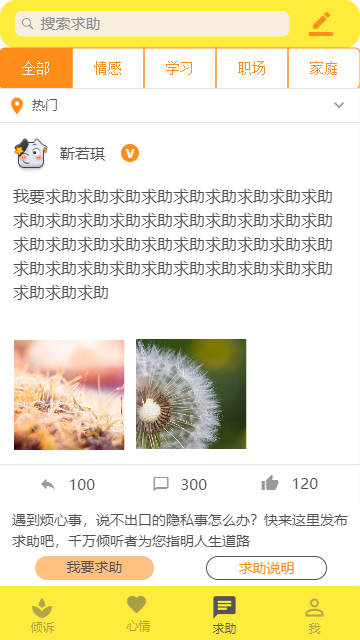 搜索求助
全部 情感 学习 职场 家庭
热门
靳若琪 V
我要求助求助求助求助求助求助求助求助求助
求助求助求助求助求助求助求助求助求助求助
求助求助求助求助求助求助求助求助求助求助
求助求助求助求助求助求助求助求助求助求助
求助求助求助
100 300 120
遇到烦心事，说不出口的隐私事怎么办？快来这里发布
求助吧，千万倾听者为您指明人生道路
我要求助 求助说明
倾诉 心情 求助 我